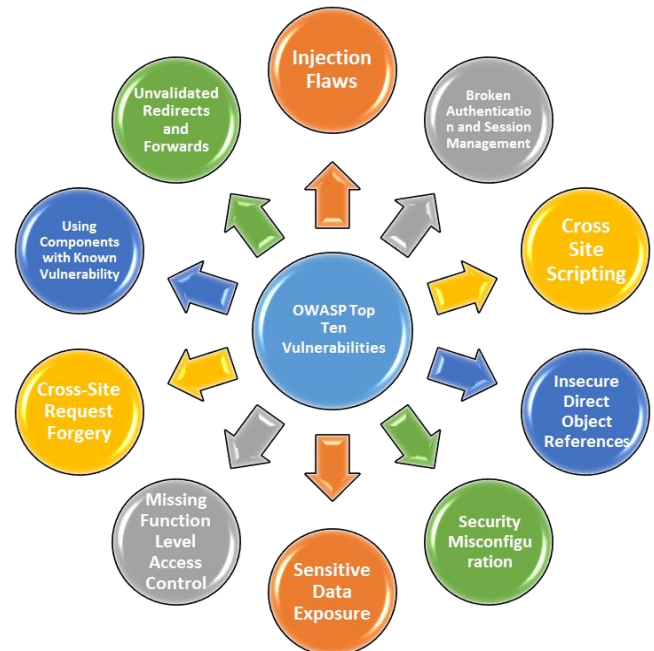 Injection
Flaws
Broken
Authenticatio
n and Session
Management
Cross
Site
Scripting
Insecure
Direct
Object
References
Security
Misconfigu
ration
Sensitive
Data
Exposure
Missing
Function
Level
Access
Control
Cross-Site
Request
Forgery
Using
Components
with Known
Vulnerability
Unvalidated
Redirects
and
Forwards
OWASP Top
Ten
Vulnerabilities